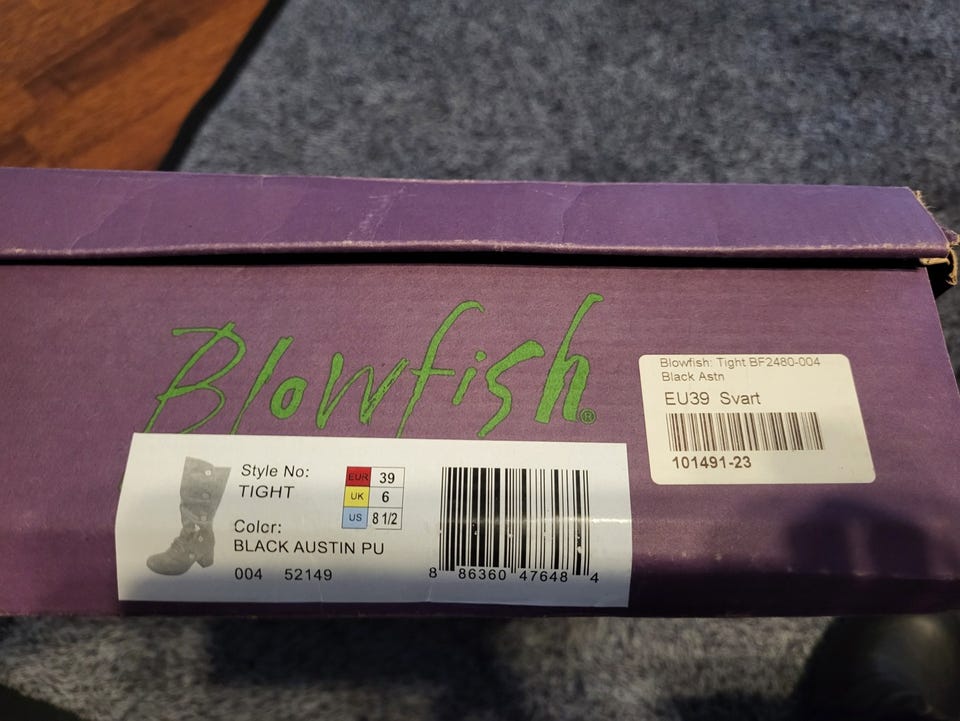 Blowfish®
Blowfish: Tight BF2480-004
Black Astn
EU39 Svart
101491-23
Style No:
TIGHT
EUR 39
UK 6
US 8 1/2
Color:
BLACK AUSTIN PU
004 52149
8 86360 47648 4